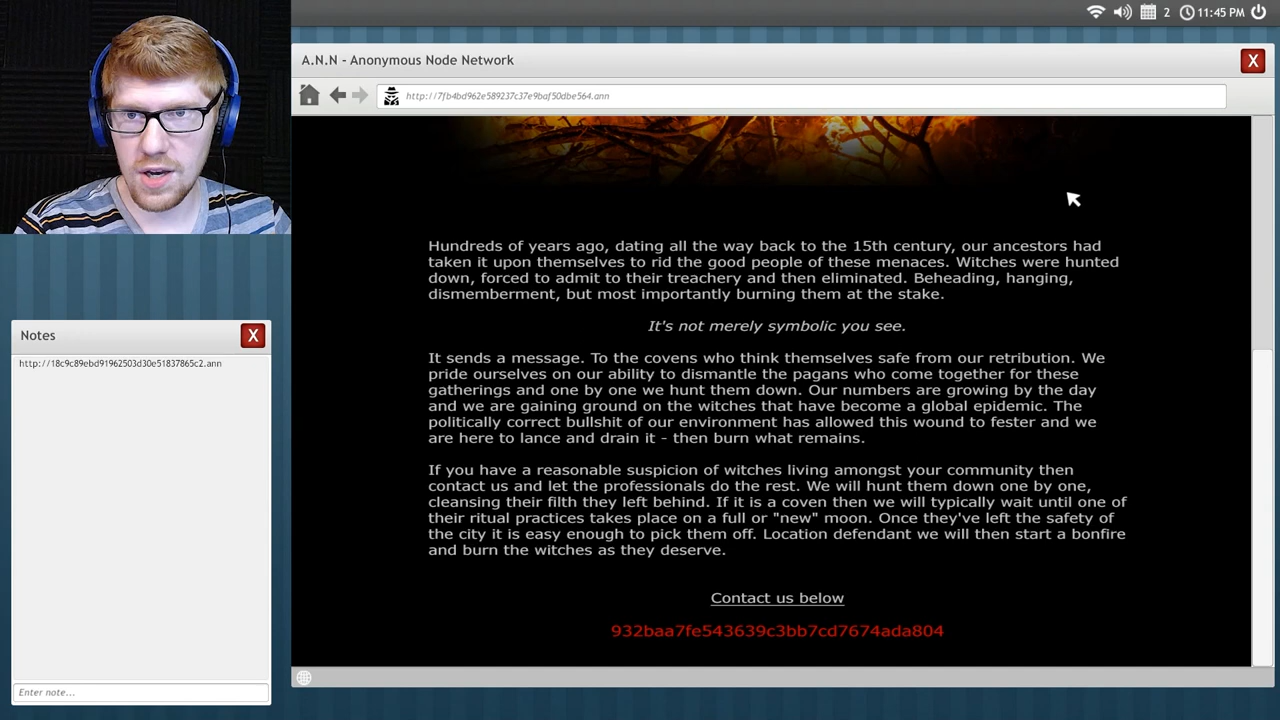 2
11:45 PM
A.N.N - Anonymous Node Network
X
http://7fb4bd962e589237c37e9baf50dbe564.ann
Hundreds of years ago, dating all the way back to the 15th century, our ancestors had
taken it upon themselves to rid the good people of these menaces. Witches were hunted
down, forced to admit to their treachery and then eliminated. Beheading, hanging,
dismemberment, but most importantly burning them at the stake.
It's not merely symbolic you see.
It sends a message. To the covens who think themselves safe from our retribution. We
pride ourselves on our ability to dismantle the pagans who come together for these
gatherings and one by one we hunt them down. Our numbers are growing by the day
and we are gaining ground on the witches that have become a global epidemic. The
politically correct bullshit of our environment has allowed this wound to fester and we
are here to lance and drain it - then burn what remains.
If you have a reasonable suspicion of witches living amongst your community then
contact us and let the professionals do the rest. We will hunt them down one by one,
cleansing their filth they left behind. If it is a coven then we will typically wait until one of
their ritual practices takes place on a full or "new" moon. Once they've left the safety of
the city it is easy enough to pick them off. Location defendant we will then start a bonfire
and burn the witches as they deserve.
Contact us below
932baa7fe543639c3bb7cd7674ada804
Notes
X
http://18c9c89ebd91962503d30e51837865c2.ann
Enter note...